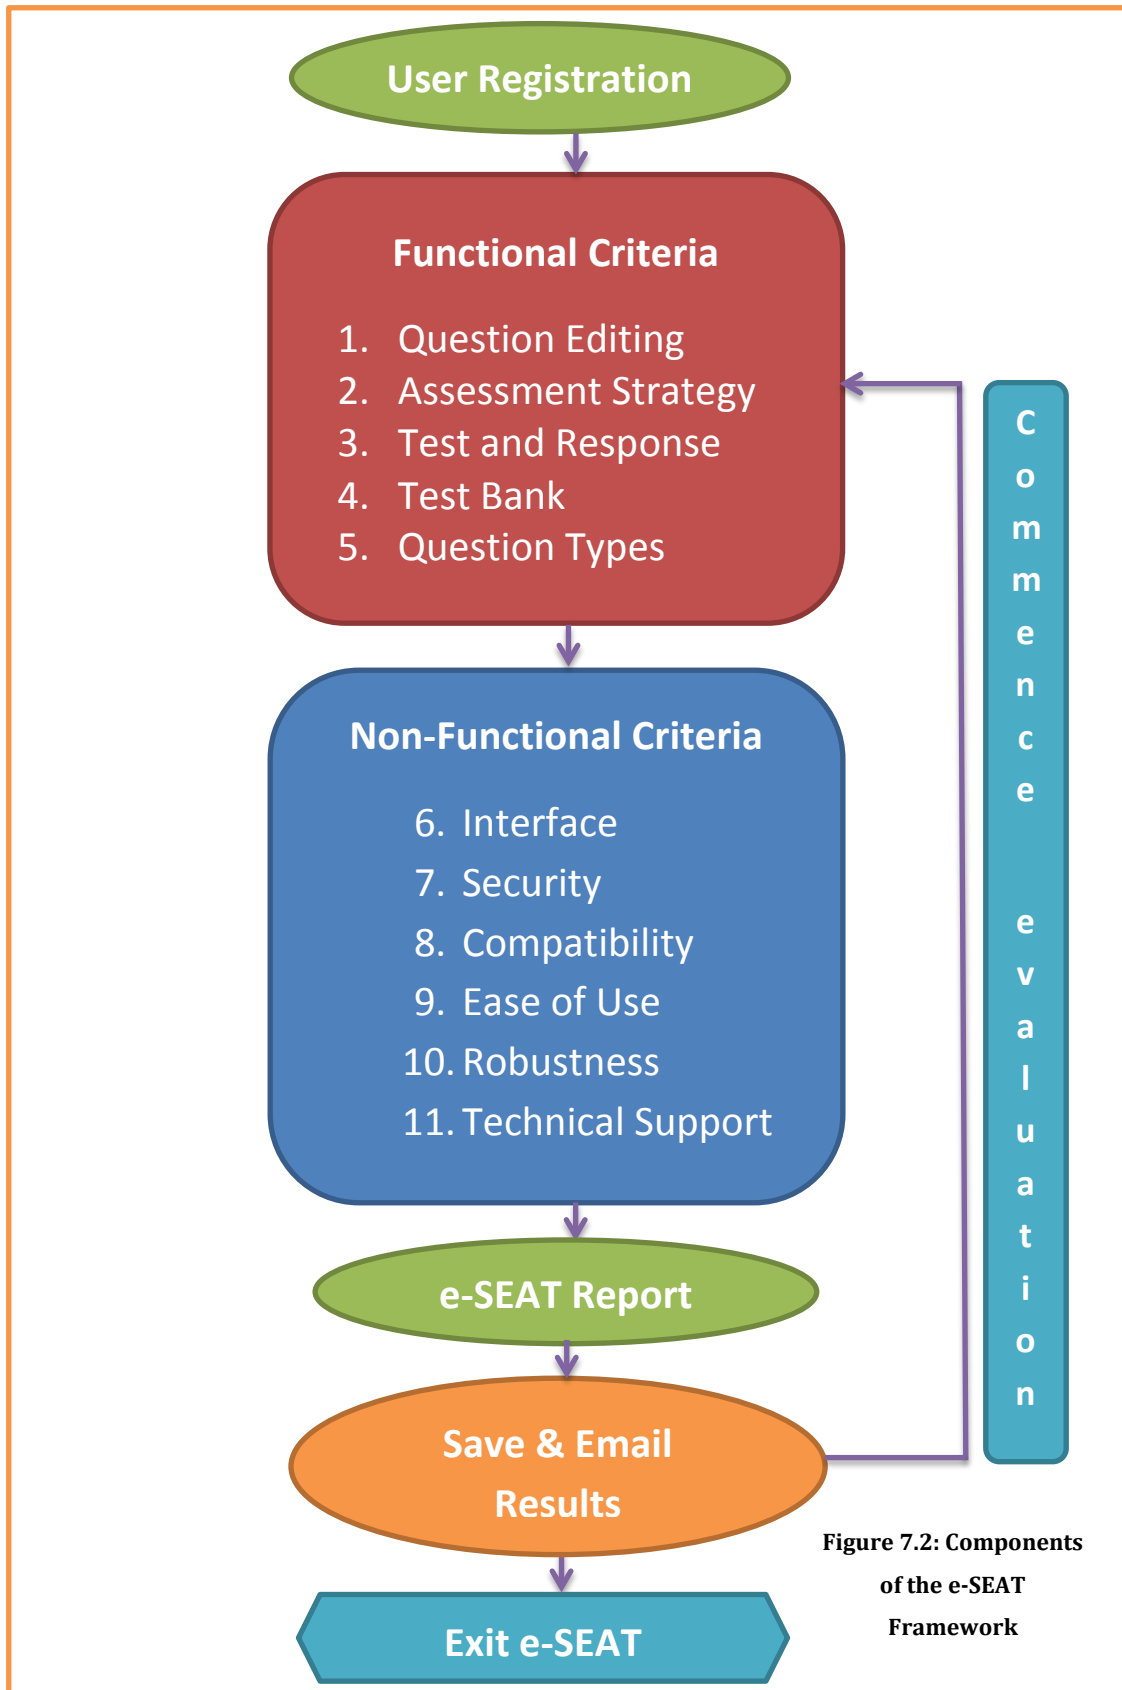 User Registration
Functional Criteria
1. Question Editing
2. Assessment Strategy
3. Test and Response
4. Test Bank
5. Question Types
Non-Functional Criteria
6. Interface
7. Security
8. Compatibility
9. Ease of Use
10. Robustness
11. Technical Support
e-SEAT Report
Save & Email
Results
Exit e-SEAT
Commence evaluation
Figure 7.2: Components
of the e-SEAT
Framework